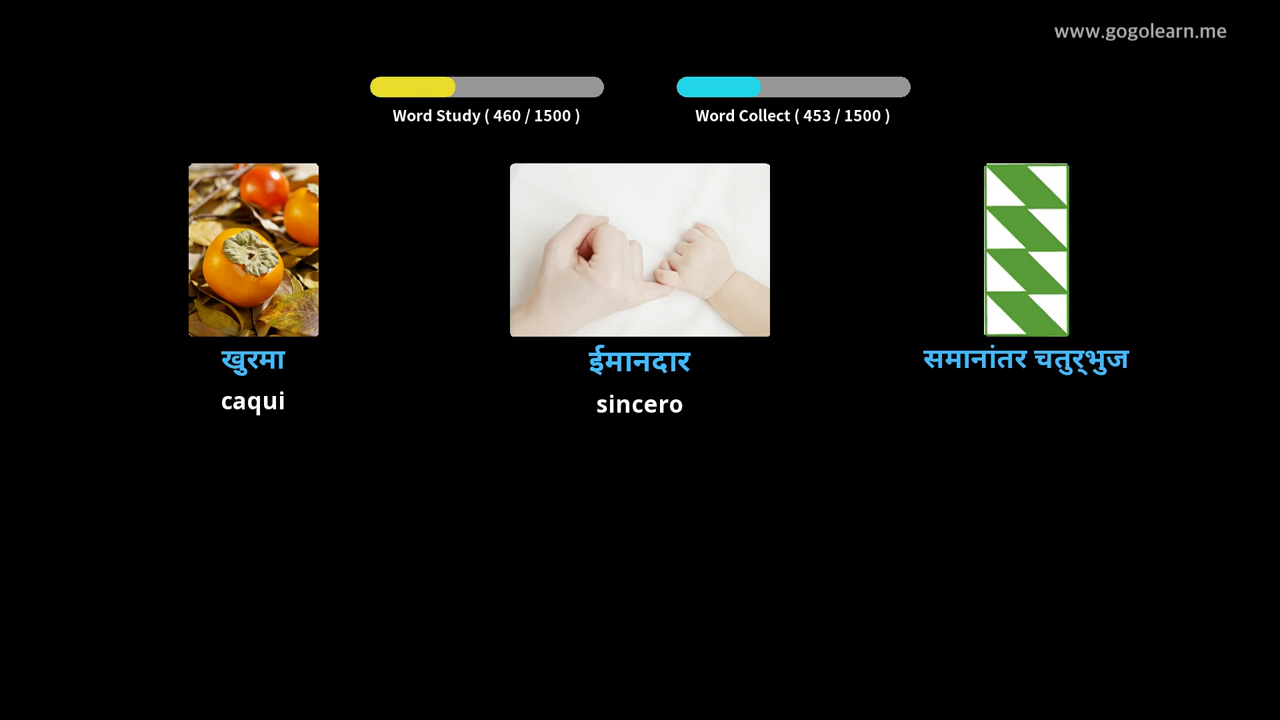 www.gogolearn.me
Word Study ( 460 / 1500 )
Word Collect ( 453 / 1500 )
खुरमा
caqui
ईमानदार
sincero
समानांतर चतुर्भुज